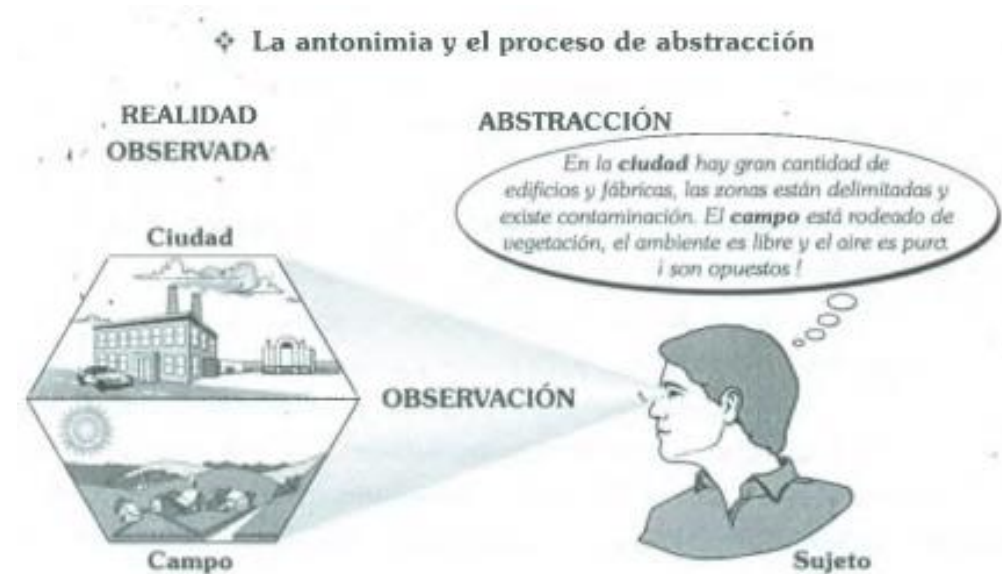 ❖ La antonimia y el proceso de abstracción
REALIDAD
OBSERVADA
ABSTRACCIÓN
En la ciudad hay gran cantidad de
edificios y fábricas, las zonas están delimitadas y
existe contaminación. El campo está rodeado de
vegetación, el ambiente es libre y el aire es puro.
¡ son opuestos !
Ciudad
OBSERVACIÓN
Campo
Sujeto